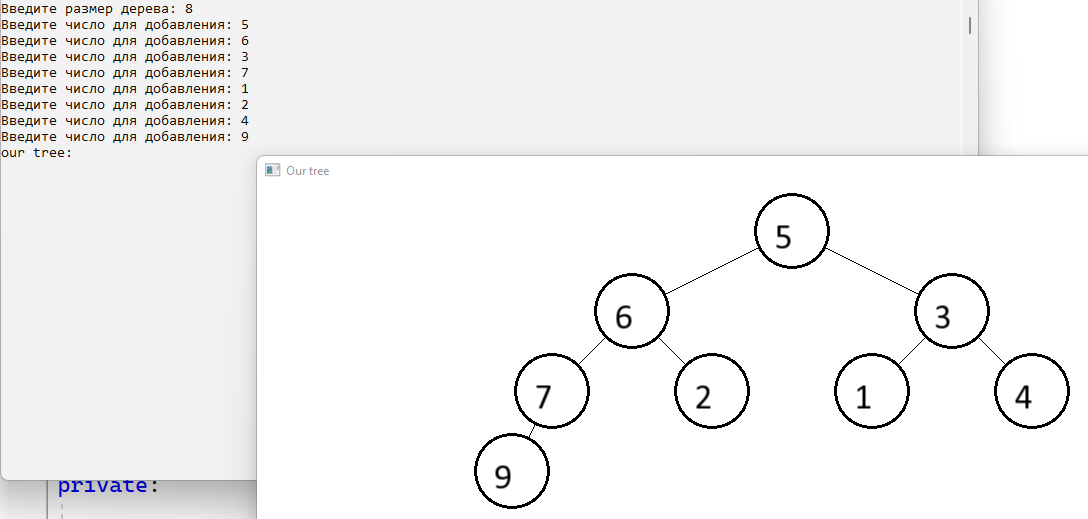 Введите размер дерева: 8
Введите число для добавления: 5
Введите число для добавления: 6
Введите число для добавления: 3
Введите число для добавления: 7
Введите число для добавления: 1
Введите число для добавления: 2
Введите число для добавления: 4
Введите число для добавления: 9
our tree:
Our tree
5
6 3
7 2 1 4
9
private: